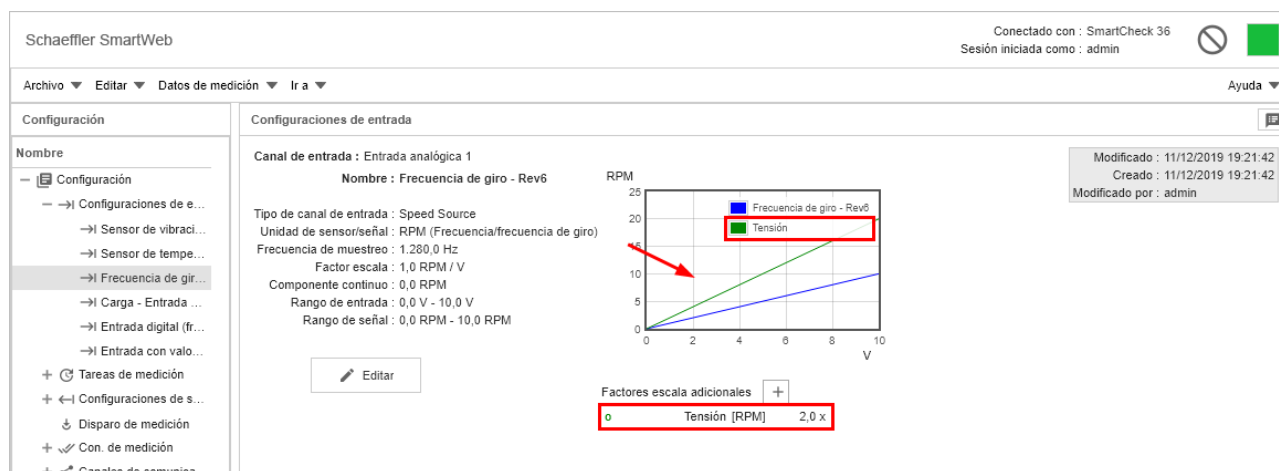 Schaeffler SmartWeb
Conectado con : SmartCheck 36
Sesión iniciada como : admin
Archivo Editar Datos de medición Ir a Ayuda
Configuración
Configuraciones de entrada
Nombre
Configuración
Configuraciones de e...
Sensor de vibraci...
Sensor de tempe...
Frecuencia de gir...
Carga - Entrada ...
Entrada digital (fr...
Entrada con valo...
Tareas de medición
Configuraciones de s...
Disparo de medición
Con. de medición
Canal de entrada : Entrada analógica 1
Nombre : Frecuencia de giro - Rev6
Tipo de canal de entrada : Speed Source
Unidad de sensor/señal : RPM (Frecuencia/frecuencia de giro)
Frecuencia de muestreo : 1.280,0 Hz
Factor escala : 1,0 RPM / V
Componente continuo : 0,0 RPM
Rango de entrada : 0,0 V - 10,0 V
Rango de señal : 0,0 RPM - 10,0 RPM
Editar
RPM
25
20
15
10
5
0
0 2 4 6 8 10
V
Frecuencia de giro - Rev6
Tensión
Factores escala adicionales +
o Tensión [RPM] 2,0 x
Modificado : 11/12/2019 19:21:42
Creado : 11/12/2019 19:21:42
Modificado por : admin